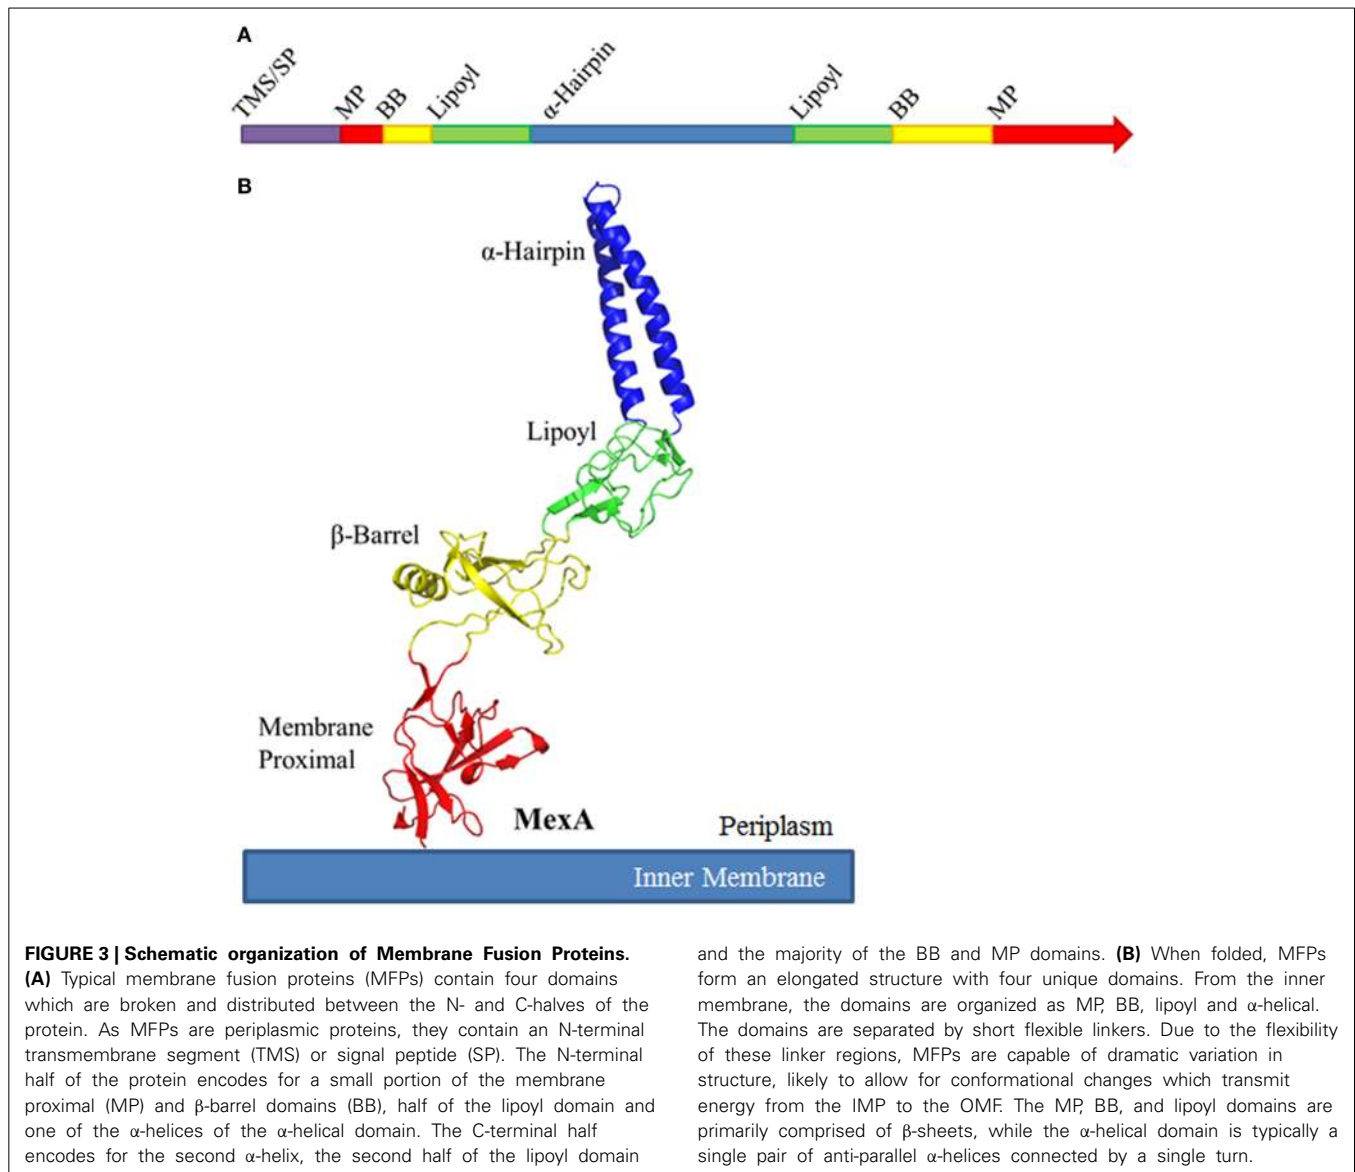 A
TMS/SP
MP
BB
Lipoyl
α-Hairpin
Lipoyl
BB
MP
B
α-Hairpin
Lipoyl
β-Barrel
Membrane
Proximal
MexA
Periplasm
Inner Membrane
FIGURE 3 | Schematic organization of Membrane Fusion Proteins.
(A) Typical membrane fusion proteins (MFPs) contain four domains
which are broken and distributed between the N- and C-halves of the
protein. As MFPs are periplasmic proteins, they contain an N-terminal
transmembrane segment (TMS) or signal peptide (SP). The N-terminal
half of the protein encodes for a small portion of the membrane
proximal (MP) and β-barrel domains (BB), half of the lipoyl domain and
one of the α-helices of the α-helical domain. The C-terminal half
encodes for the second α-helix, the second half of the lipoyl domain
and the majority of the BB and MP domains. (B) When folded, MFPs
form an elongated structure with four unique domains. From the inner
membrane, the domains are organized as MP, BB, lipoyl and α-helical.
The domains are separated by short flexible linkers. Due to the flexibility
of these linker regions, MFPs are capable of dramatic variation in
structure, likely to allow for conformational changes which transmit
energy from the IMP to the OMF. The MP, BB, and lipoyl domains are
primarily comprised of β-sheets, while the α-helical domain is typically a
single pair of anti-parallel α-helices connected by a single turn.